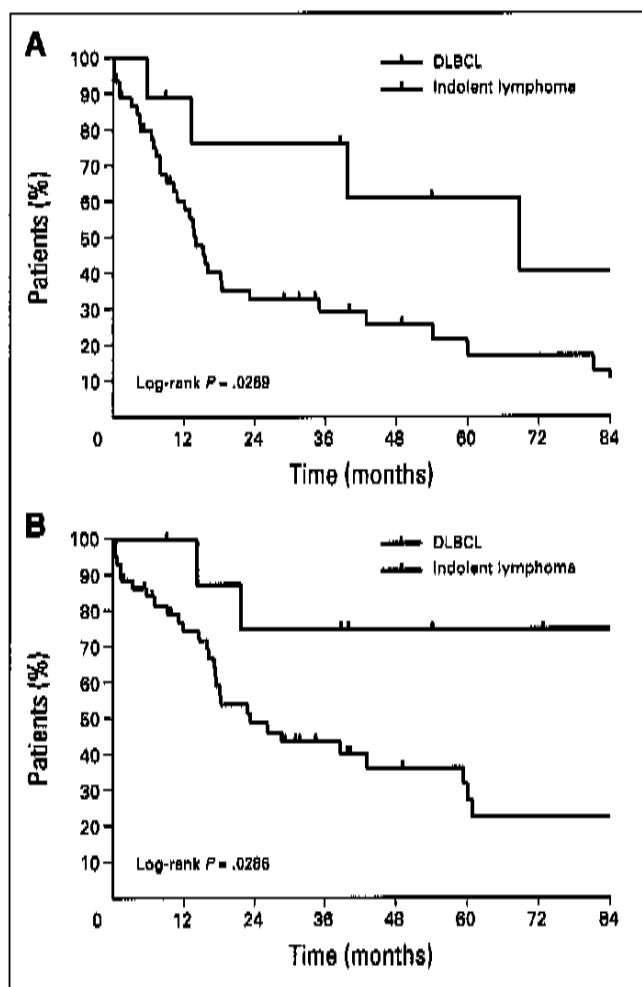 A
100
90
80
70
60
50
40
30
20
10
Patients (%)
DLBCL
Indolent lymphoma
Log-rank P = .0269
0 12 24 36 48 60 72 84
Time (months)
B
100
90
80
70
60
50
40
30
20
10
Patients (%)
DLBCL
Indolent lymphoma
Log-rank P = .0286
0 12 24 36 48 60 72 84
Time (months)